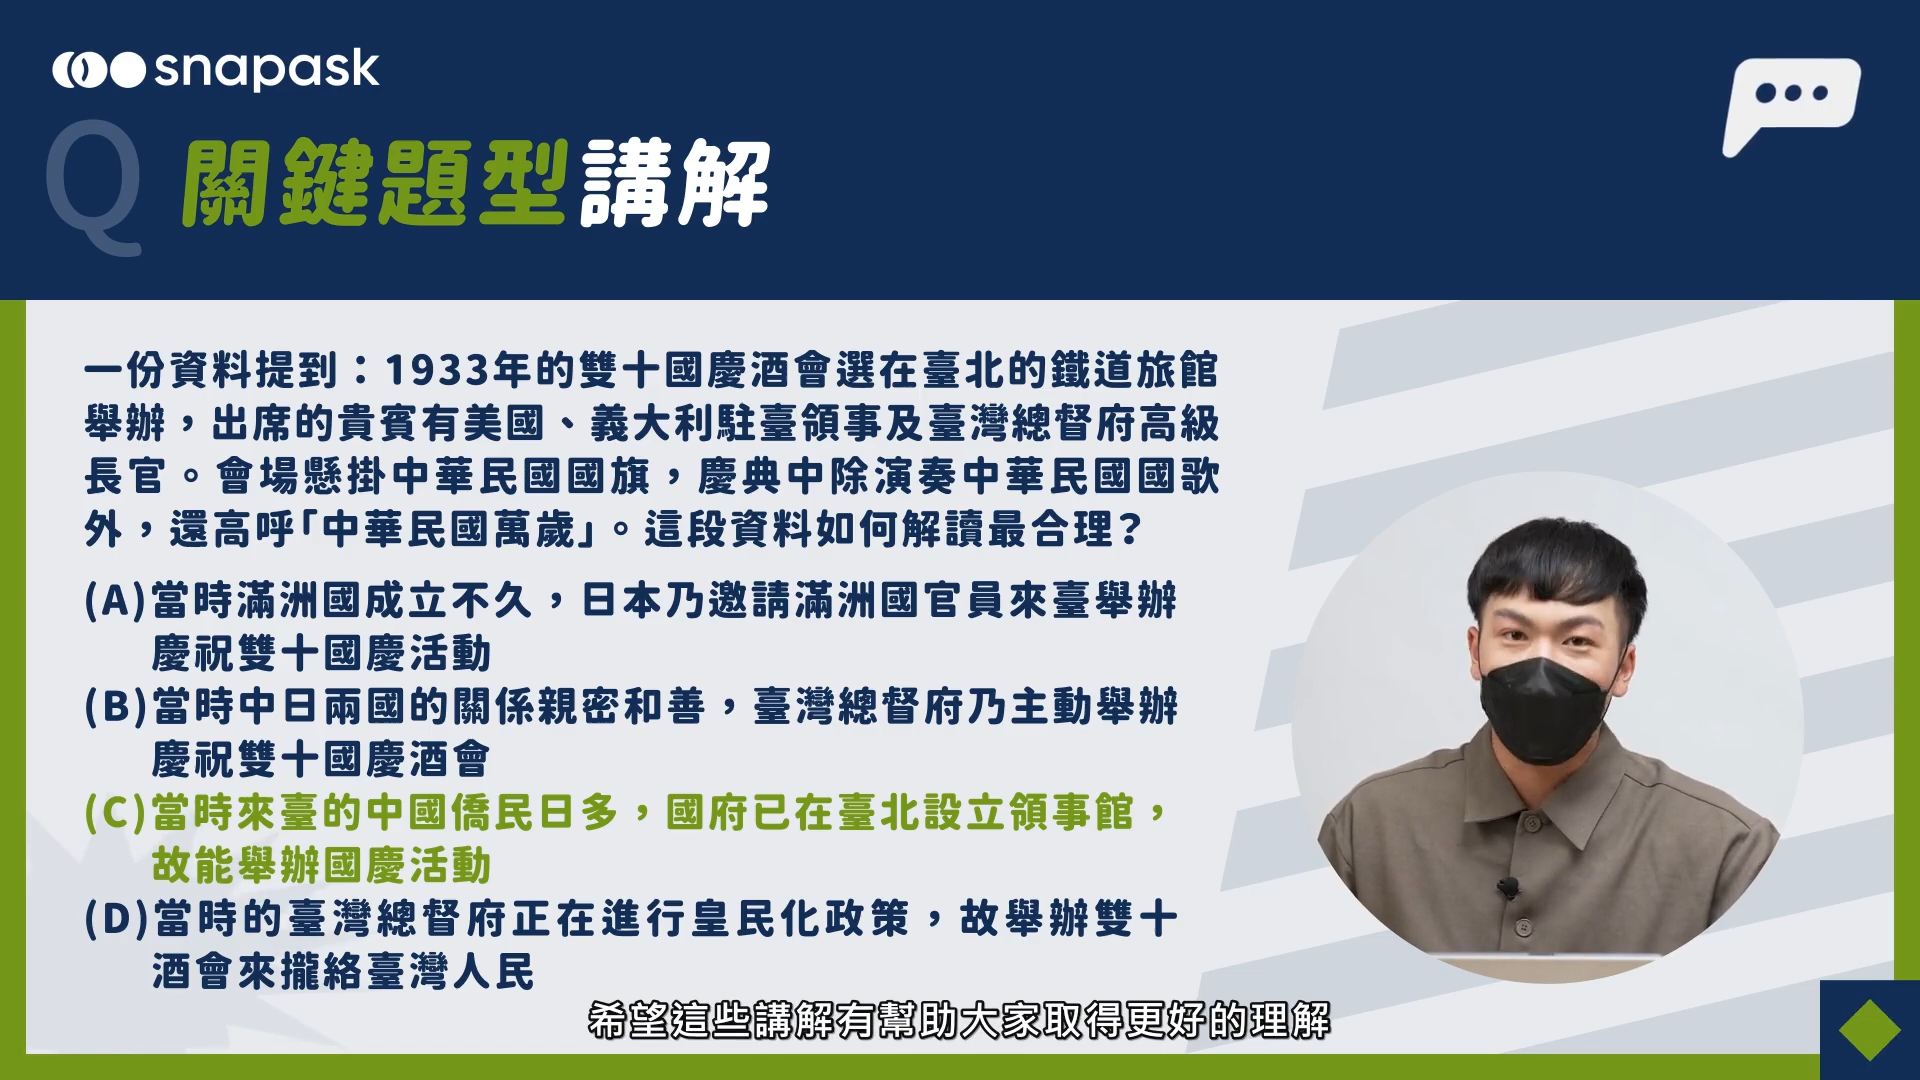 snapask
Q 關鍵題型講解
一份資料提到：1933年的雙十國慶酒會選在臺北的鐵道旅館
舉辦，出席的貴賓有美國、義大利駐臺領事及臺灣總督府高級
長官。會場懸掛中華民國國旗，慶典中除演奏中華民國國歌
外，還高呼「中華民國萬歲」。這段資料如何解讀最合理？
(A)當時滿洲國成立不久，日本乃邀請滿洲國官員來臺舉辦
慶祝雙十國慶活動
(B)當時中日兩國的關係親密和善，臺灣總督府乃主動舉辦
慶祝雙十國慶酒會
(C)當時來臺的中國僑民日多，國府已在臺北設立領事館，
故能舉辦國慶活動
(D)當時的臺灣總督府正在進行皇民化政策，故舉辦雙十
酒會來攏絡臺灣人民
希望這些講解有幫助大家取得更好的理解